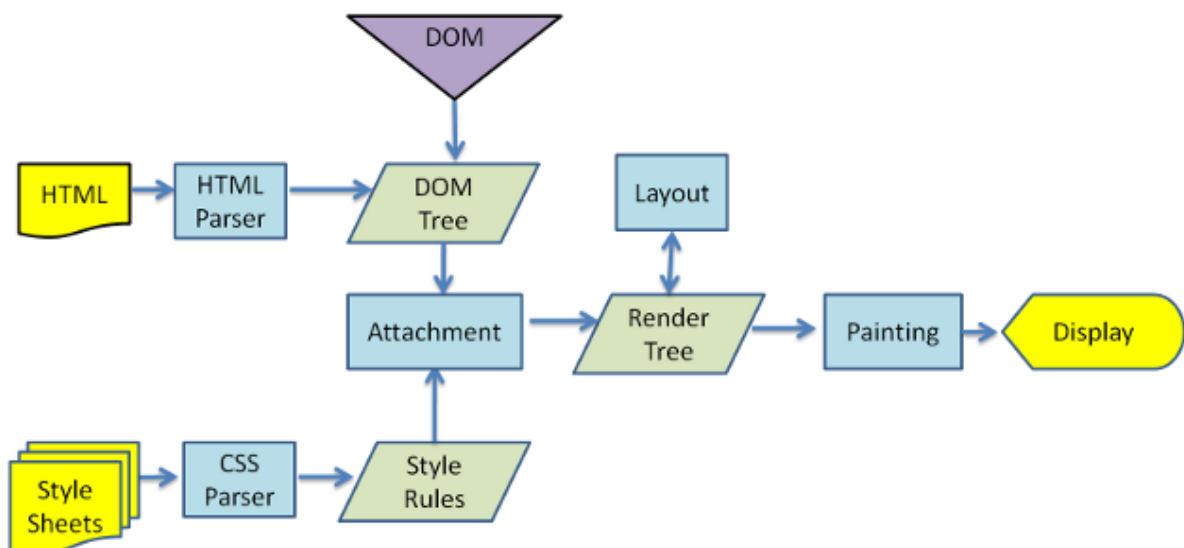 DOM
HTML
HTML
Parser
DOM
Tree
Layout
Attachment
Render
Tree
Painting
Display
Style
Sheets
CSS
Parser
Style
Rules